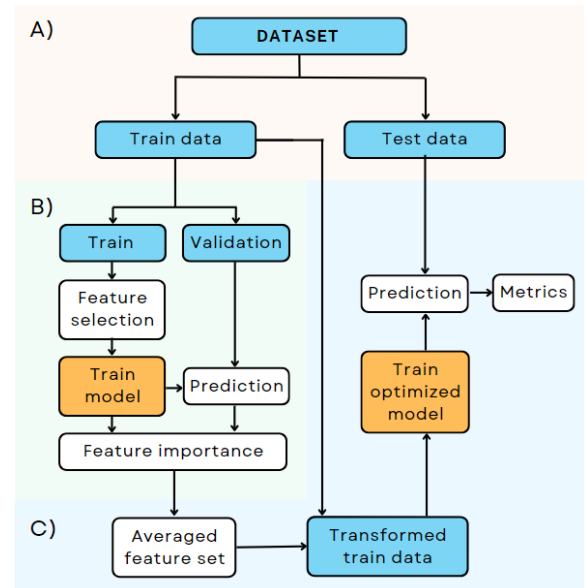 A)
DATASET
Train data
Test data
B)
Train
Validation
Feature
selection
Prediction
Metrics
Train
model
Prediction
Train
optimized
model
Feature importance
C)
Averaged
feature set
Transformed
train data